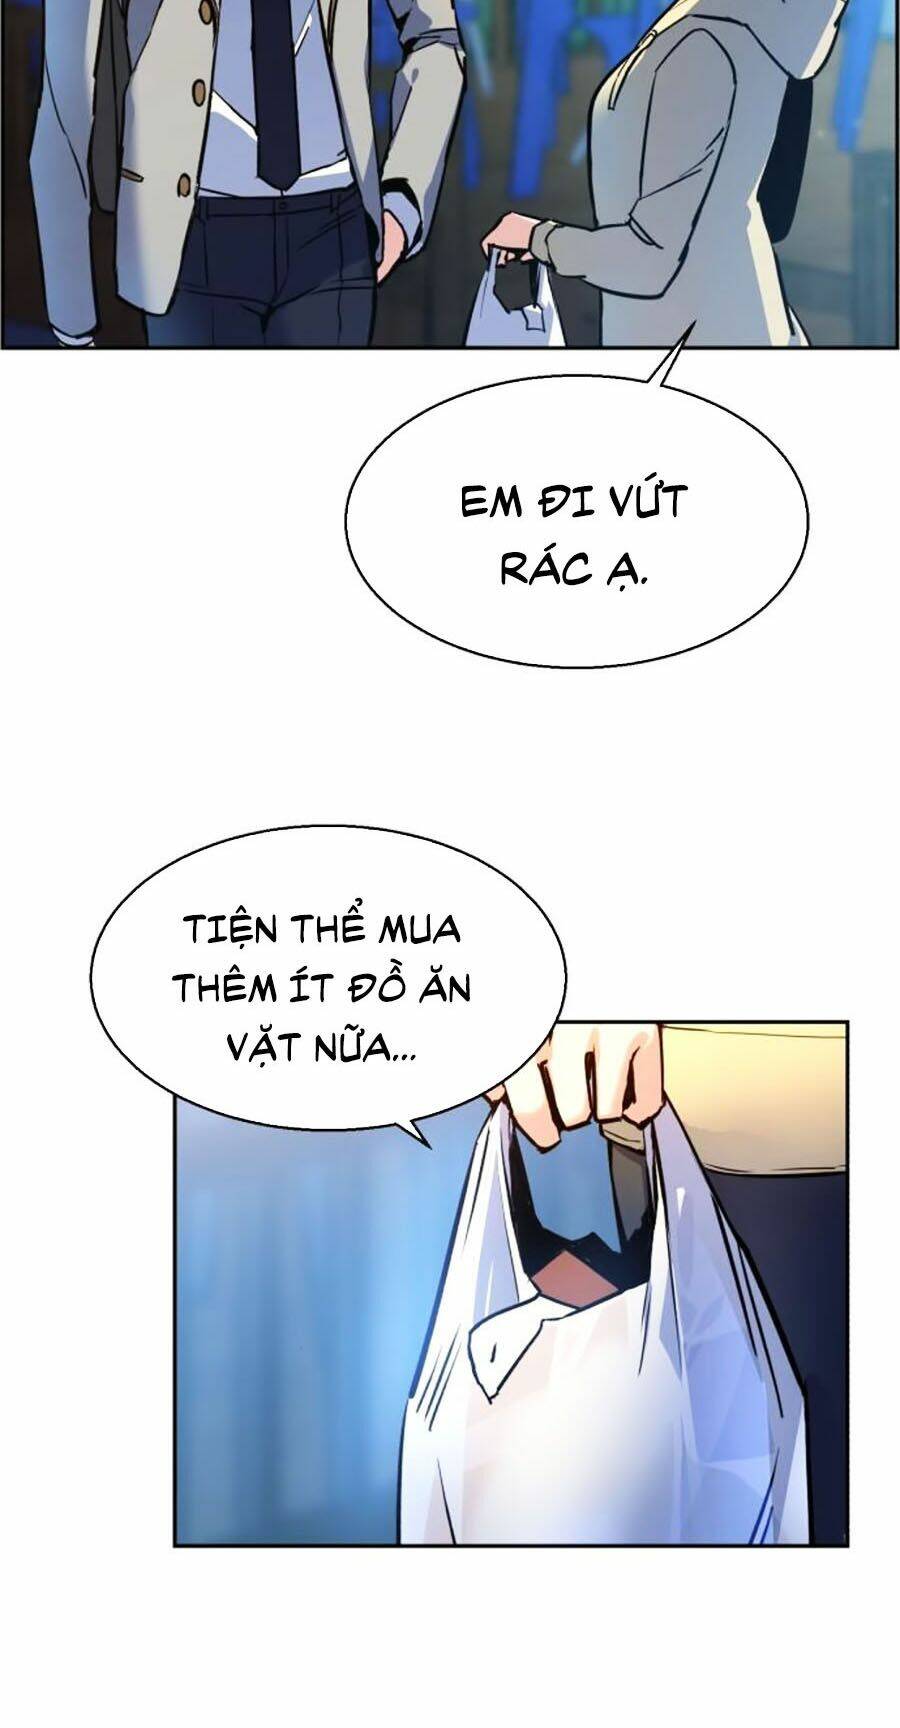 EM ĐI VỨT
RÁC Ạ.
TIỆN THỂ MUA
THÊM ÍT ĐỒ ĂN
VẶT NỮA...